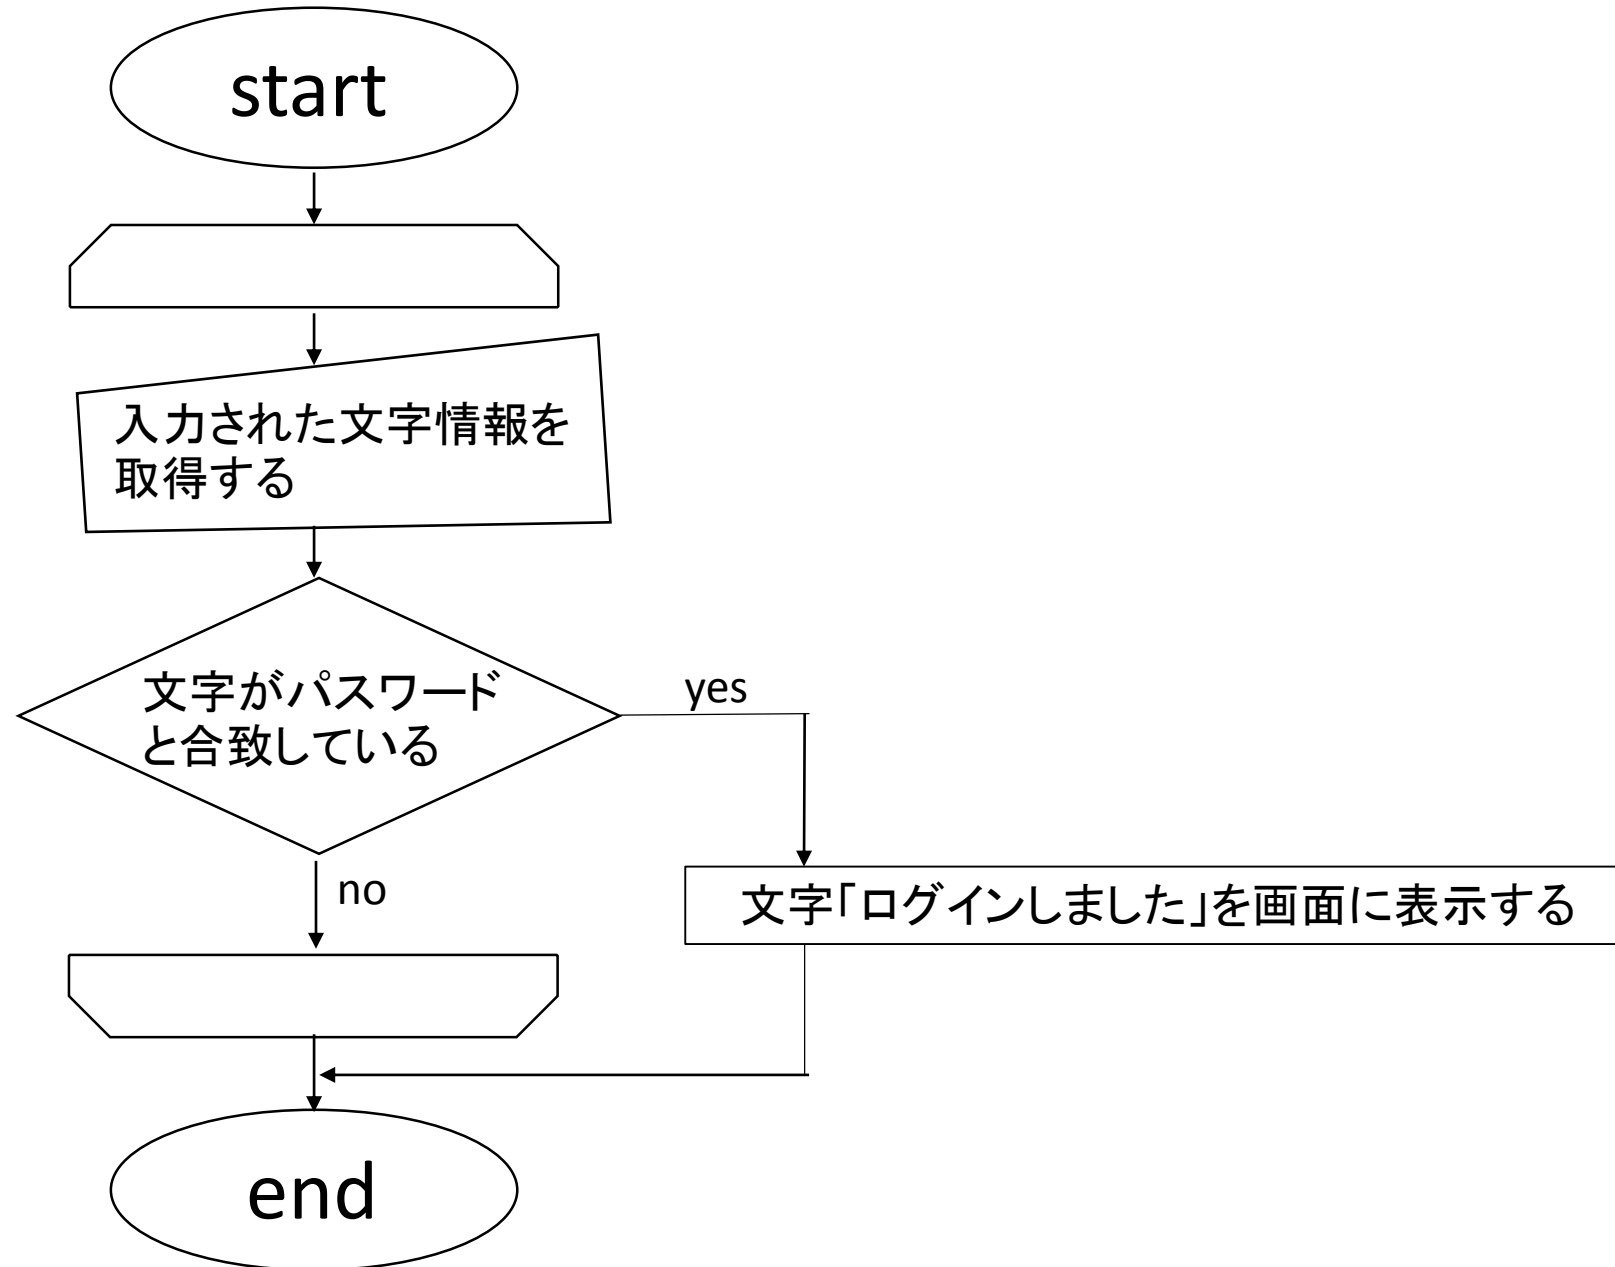 start
入力された文字情報を
取得する
文字がパスワード
と合致している
yes
no
文字「ログインしました」を画面に表示する
end